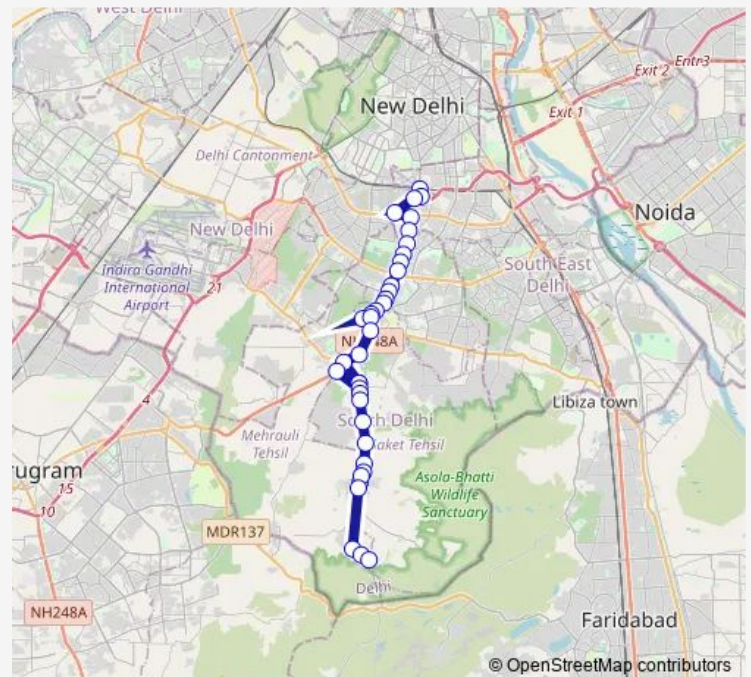 West Delhi
Entr3
Exit 2
New Delhi
Exit 1
Delhi Cantonment
Noida
New Delhi
Indira Gandhi
International
Airport
21
South East
Delhi
4
Libiza town
South Delhi
Mehrauli
Tehsil
Saket Tehsil
rugram
15
10
Asola-Bhatti
Wildlife
Sanctuary
MDR137
Delhi
NH248A
Faridabad
© OpenStreetMap contributors